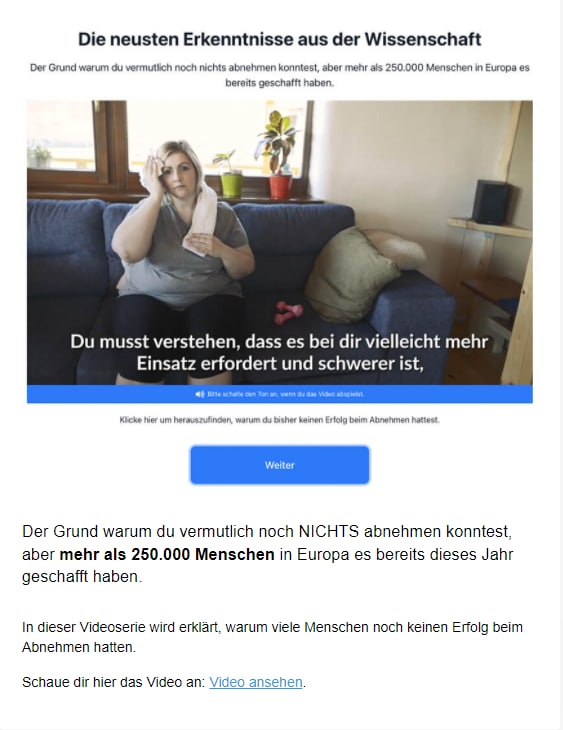 Die neusten Erkenntnisse aus der Wissenschaft
Der Grund warum du vermutlich noch nichts abnehmen konntest, aber mehr als 250.000 Menschen in Europa es
bereits geschafft haben.
Du musst verstehen, dass es bei dir vielleicht mehr
Einsatz erfordert und schwerer ist,
Bitte schalte den Ton an, wenn du das Video abspielst.
Klicke hier um herauszufinden, warum du bisher keinen Erfolg beim Abnehmen hattest.
Weiter
Der Grund warum du vermutlich noch NICHTS abnehmen konntest,
aber mehr als 250.000 Menschen in Europa es bereits dieses Jahr
geschafft haben.
In dieser Videoserie wird erklärt, warum viele Menschen noch keinen Erfolg beim
Abnehmen hatten.
Schaue dir hier das Video an: Video ansehen.